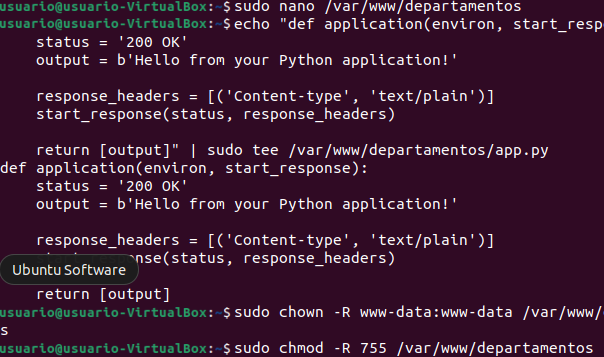 usuario@usuario-VirtualBox:~$ sudo nano /var/www/departamentos
usuario@usuario-VirtualBox:~$ echo "def application(environ, start_resp
    status = '200 OK'
    output = b'Hello from your Python application!'
    response_headers = [('Content-type', 'text/plain')]
    start_response(status, response_headers)
    return [output]" | sudo tee /var/www/departamentos/app.py
def application(environ, start_response):
    status = '200 OK'
    output = b'Hello from your Python application!'
    response_headers = [('Content-type', 'text/plain')]
Ubuntu Software
nse(status, response_headers)
    return [output]
usuario@usuario-VirtualBox:~$ sudo chown -R www-data:www-data /var/www/
s
usuario@usuario-VirtualBox:~$ sudo chmod -R 755 /var/www/departamentos